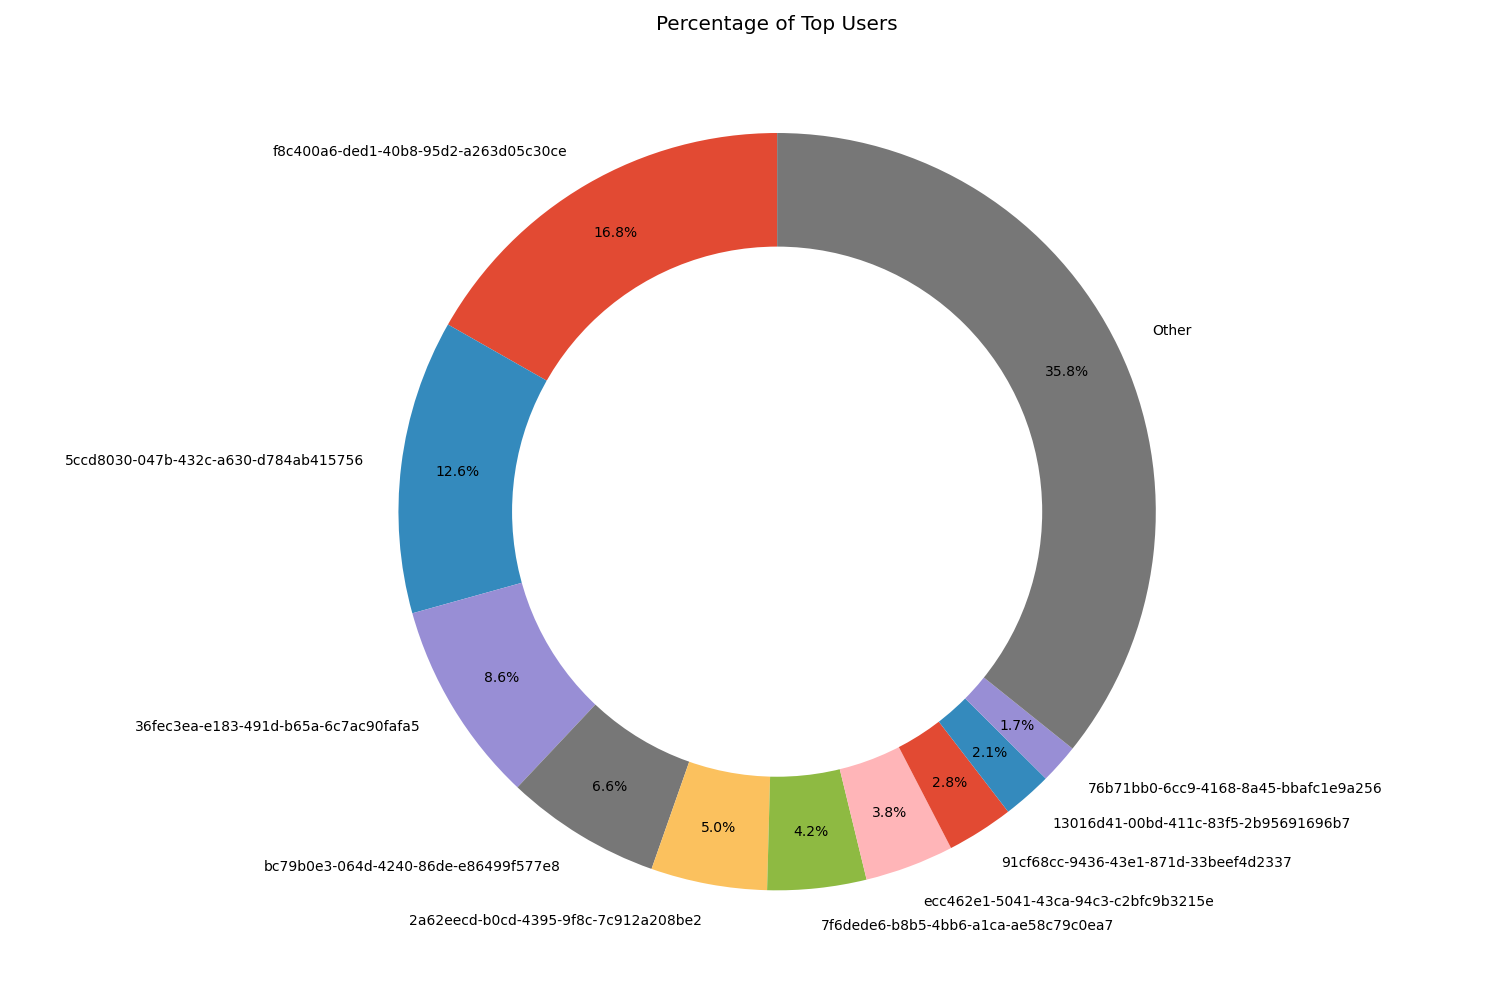 Percentage of Top Users
f8c400a6-ded1-40b8-95d2-a263d05c30ce
16.8%
Other
35.8%
5ccd8030-047b-432c-a630-d784ab415756
12.6%
36fec3ea-e183-491d-b65a-6c7ac90fafa5
8.6%
bc79b0e3-064d-4240-86de-e86499f577e8
6.6%
2a62eecd-b0cd-4395-9f8c-7c912a208be2
5.0%
7f6dede6-b8b5-4bb6-a1ca-ae58c79c0ea7
4.2%
ecc462e1-5041-43ca-94c3-c2bfc9b3215e
3.8%
91cf68cc-9436-43e1-871d-33beef4d2337
2.8%
13016d41-00bd-411c-83f5-2b95691696b7
2.1%
76b71bb0-6cc9-4168-8a45-bbafc1e9a256
1.7%